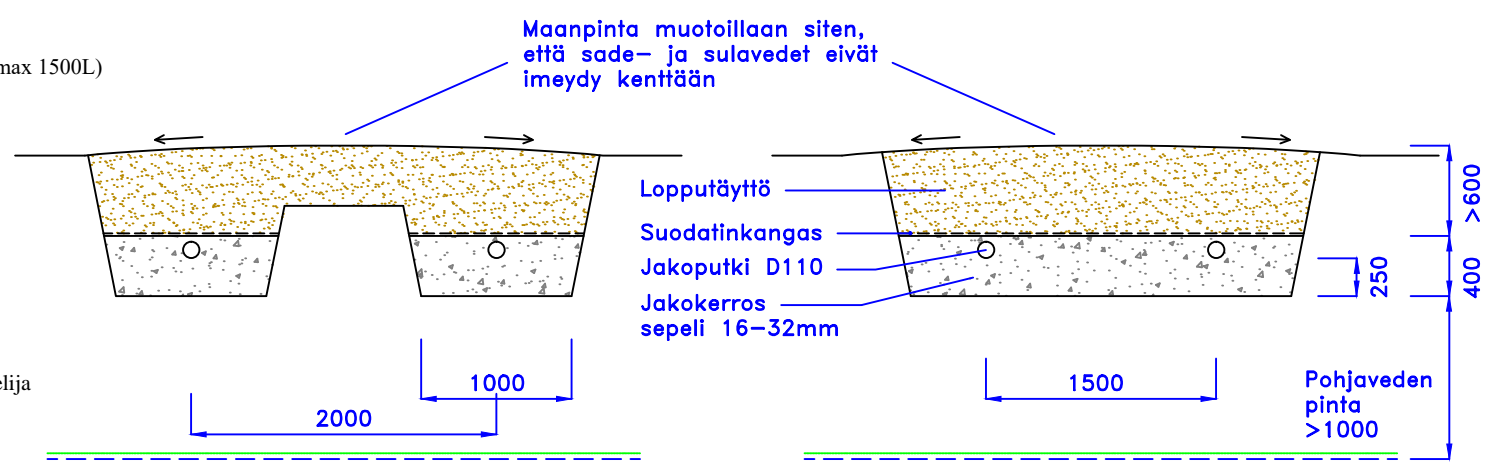 Maanpinta muotoillaan siten,
että sade- ja sulavedet eivät
imeydy kenttään
max 1500L)
Lopputäyttö
Suodatinkangas
Jakoputki D110
Jakokerros
sepeli 16-32mm
>600
400
250
elija
1000
2000
1500
Pohjaveden
pinta
>1000